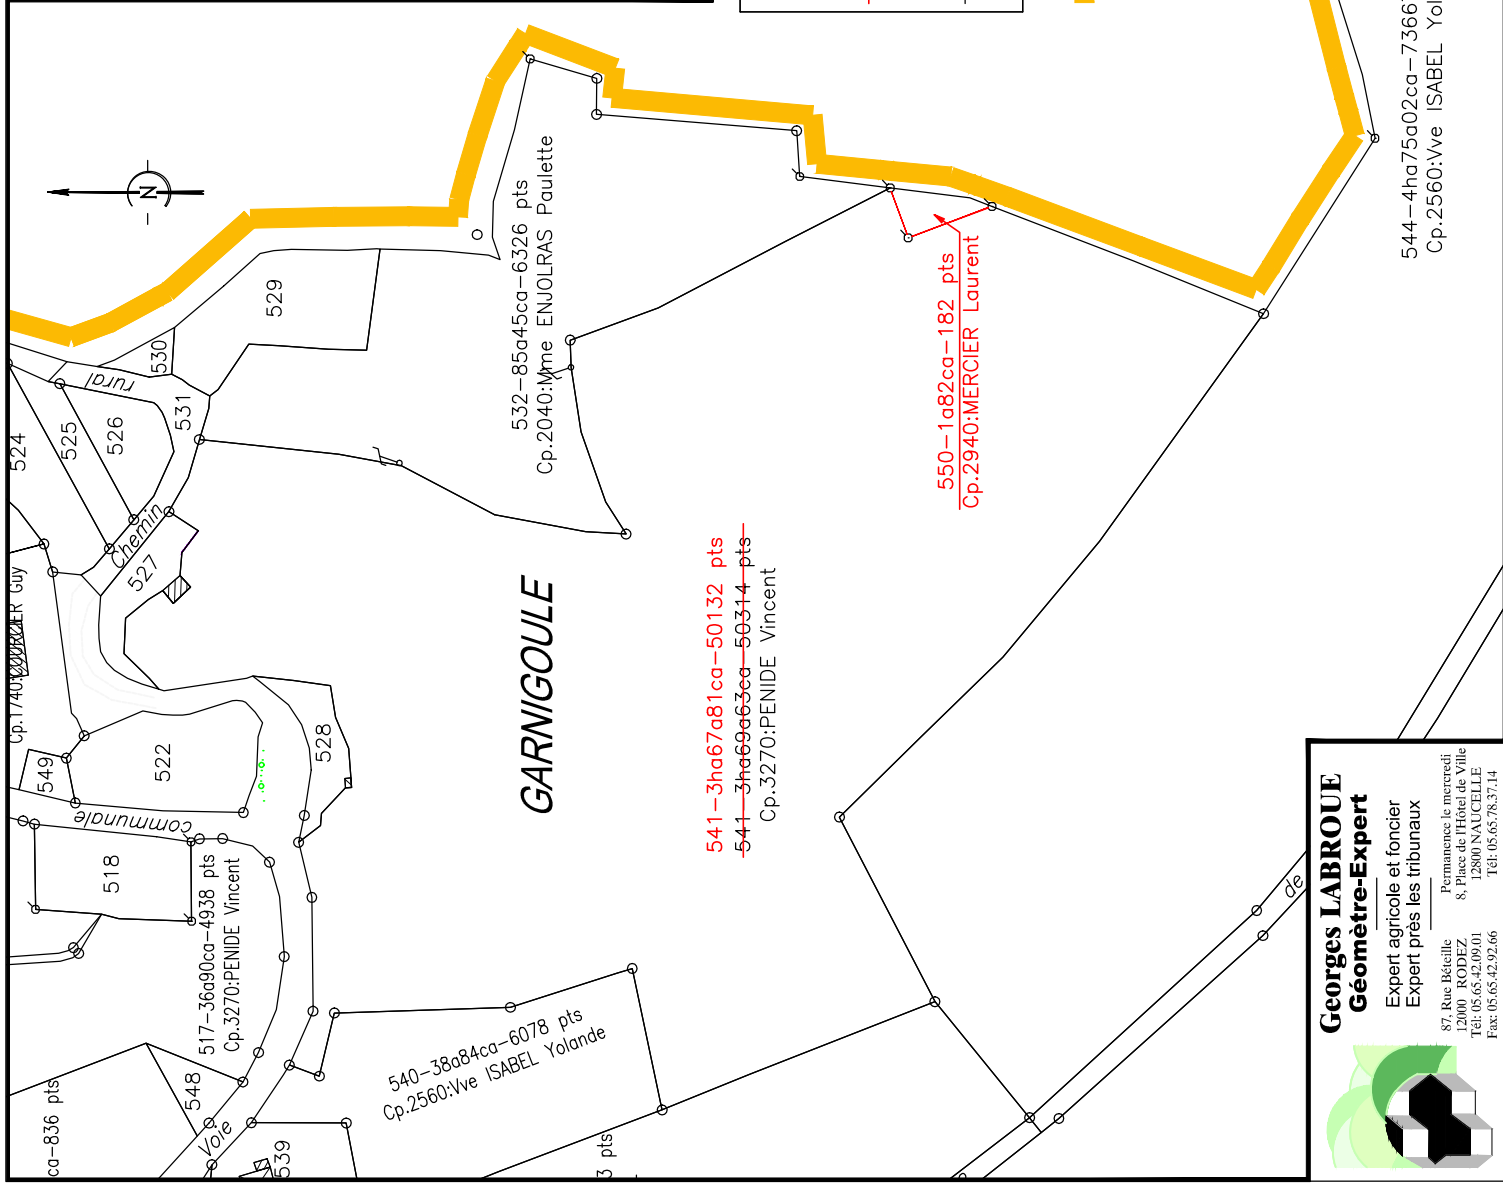 544-4ha75a02ca-7366
Cp.2560:Vve ISABEL Yol
N
532-85a45ca-6326 pts
Cp.2040:Mme ENJOLRAS Paulette
529
530
rural
531
524
525
526
Chemin
527
550-1a82ca-182 pts
Cp.2940:MERCIER Laurent
Guy
Cp.1740:
GARNIGOULE
541-3ha67a81ca-50132 pts
541-3ha69a63ca-50314 pts
Cp.3270:PENIDE Vincent
549
522
528
communale
518
517-36a90ca-4938 pts
Cp.3270:PENIDE Vincent
540-38a84ca-6078 pts
Cp.2560:Vve ISABEL Yolande
548
Voie
539
ca-836 pts
3 pts
de
Georges LABROUE
Géomètre-Expert
Expert agricole et foncier
Expert près les tribunaux
87, Rue Béteille
12000 RODEZ
Tél: 05.65.42.09.01
Fax: 05.65.42.92.66
Permanence le mercredi
8, Place de l'Hôtel de Ville
12800 NAUCELLE
Tél: 05.65.78.37.14